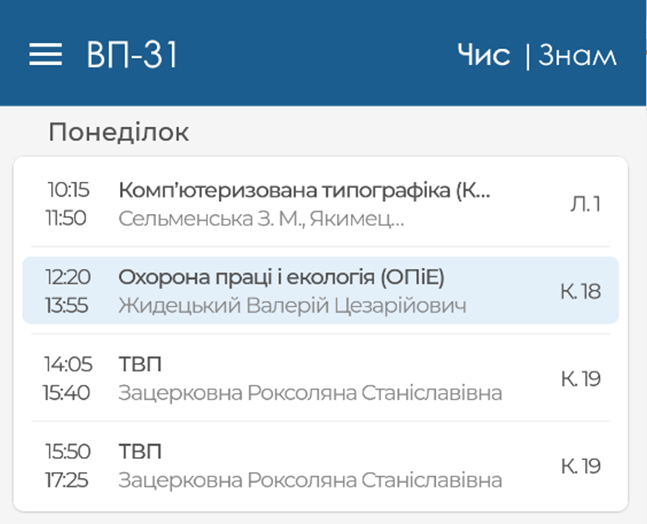 ВП-31
Чис | Знам
Понеділок
10:15 Комп'ютеризована типографіка (К...
11:50 Сельменська З. М., Якимец...
Л. 1
12:20 Охорона праці і екологія (ОПіЕ)
13:55 Жидецький Валерій Цезарійович
К. 18
14:05 ТВП
15:40 Зацерковна Роксоляна Станіславівна
К. 19
15:50 ТВП
17:25 Зацерковна Роксоляна Станіславівна
К. 19